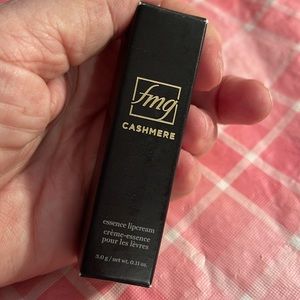 fmg
CASHMERE
essence lipcream
crème-essence
pour les lèvres
3.0 g / net wt. 0.11 oz.